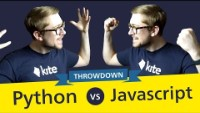 kite
kite
THROWDOWN
Python vs Javascript